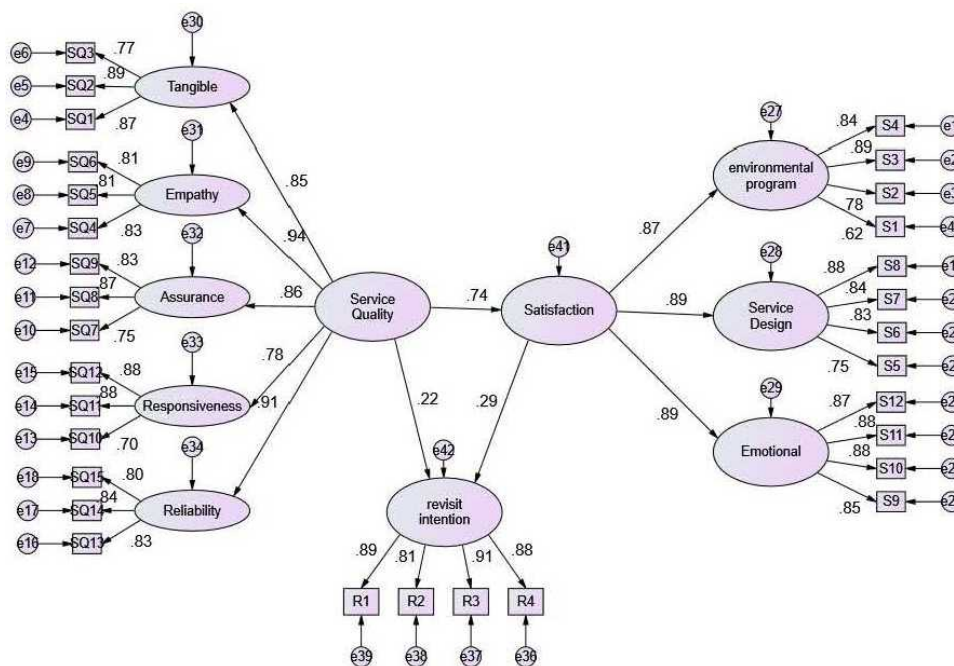 e30
e6
SQ3
.77
e5
SQ2
.89
Tangible
e4
SQ1
.87
e31
e9
SQ6
.81
e8
SQ5
.81
Empathy
e7
SQ4
.83
e32
e12
SQ9
.83
e11
SQ8
.87
Assurance
e10
SQ7
.75
e33
e15
SQ12
.88
e14
SQ11
.88
Responsiveness
e13
SQ10
.70
e34
e18
SQ15
.80
e17
SQ14
.84
Reliability
e16
SQ13
.83
.85
.94
.86
.78
.91
Service
Quality
.74
.22
e41
Satisfaction
.29
.87
.89
.89
e42
revisit
intention
.89
.81
.91
.88
R1
R2
R3
R4
e39
e38
e37
e36
e27
environmental
program
.84
S4
.89
S3
S2
.78
S1
.62
e28
Service
Design
.88
S8
.84
S7
.83
S6
.75
S5
e29
Emotional
.87
S12
.88
S11
.88
S10
.85
S9